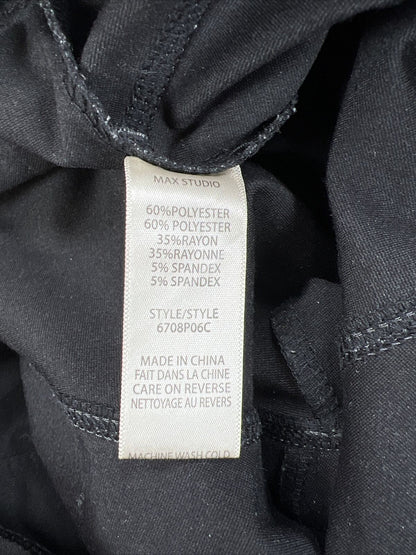 MAX STUDIO
60%POLYESTER
60% POLYESTER
35%RAYON
35%RAYONNE
5% SPANDEX
5% SPANDEX
STYLE/STYLE
6708P06C
MADE IN CHINA
FAIT DANS LA CHINE
CARE ON REVERSE
NETTOYAGE AU REVERS
MACHINE WASH COLD